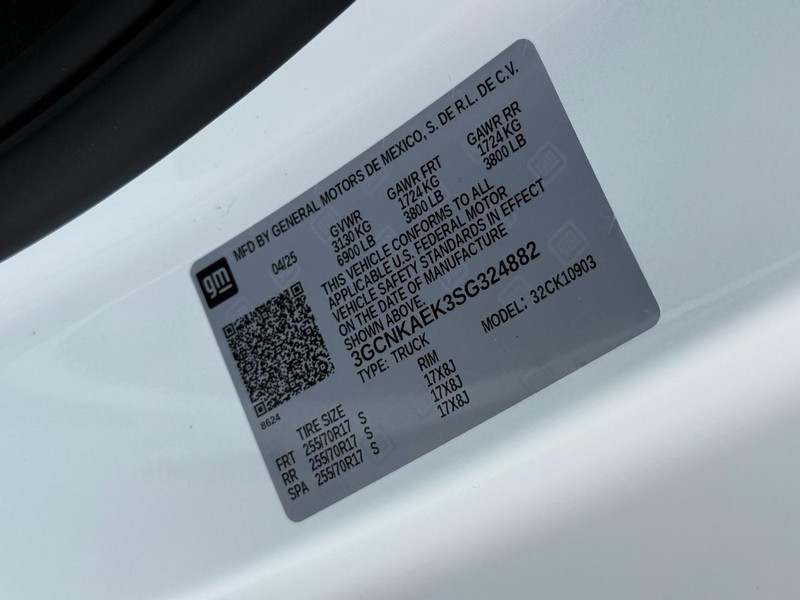 gm
MFD BY GENERAL MOTORS DE MEXICO, S. DE R.L. DE C.V.
04/25 GVWR GAWR FRT GAWR RR
3130 KG 1724 KG 1724 KG
6900 LB 3800 LB 3800 LB
THIS VEHICLE CONFORMS TO ALL
APPLICABLE U.S. FEDERAL MOTOR
VEHICLE SAFETY STANDARDS IN EFFECT
ON THE DATE OF MANUFACTURE
SHOWN ABOVE.
3GCNKAEK3SG324882
TYPE: TRUCK MODEL: 32CK10903
8624
TIRE SIZE RIM
FRT 255/70R17 S 17X8J
RR 255/70R17 S 17X8J
SPA 255/70R17 S 17X8J